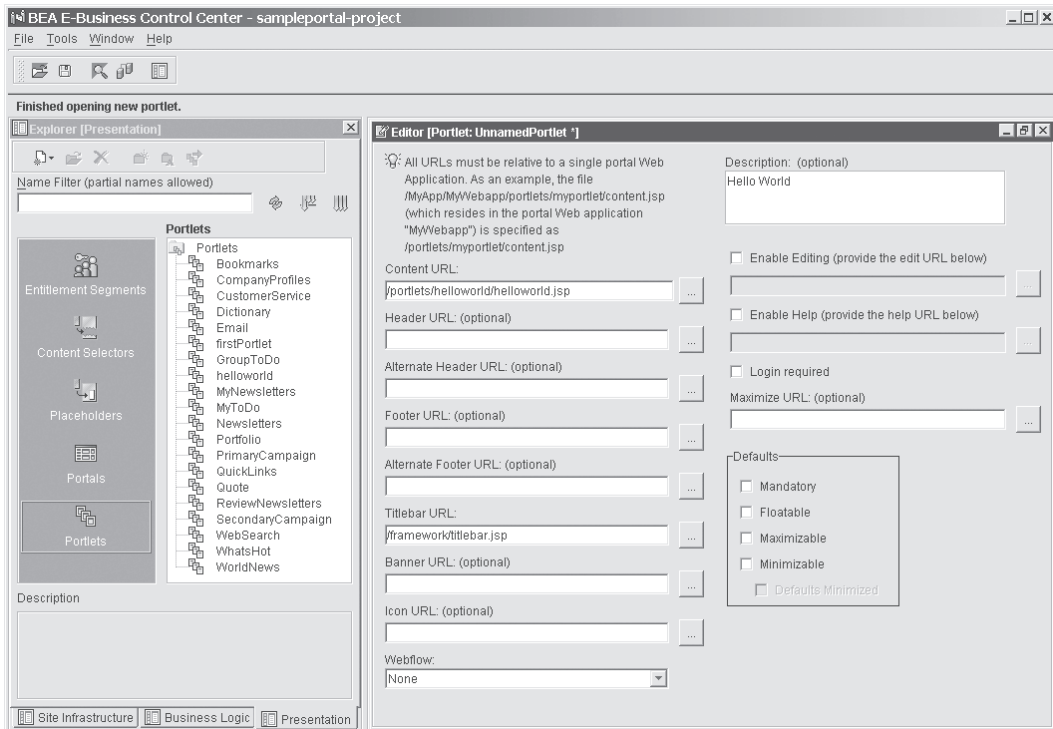 BEA E-Business Control Center - sampleportal-project
File Tools Window Help
Finished opening new portlet.
Explorer [Presentation]
Name Filter (partial names allowed)
Entitlement Segments
Content Selectors
Placeholders
Portals
Portlets
Portlets
Portlets
Bookmarks
CompanyProfiles
CustomerService
Dictionary
Email
firstPortlet
GroupToDo
helloworld
MyNewsletters
MyToDo
Newsletters
Portfolio
PrimaryCampaign
QuickLinks
Quote
ReviewNewsletters
SecondaryCampaign
WebSearch
WhatsHot
WorldNews
Description
Site Infrastructure Business Logic Presentation
Editor [Portlet: UnnamedPortlet *]
All URLs must be relative to a single portal Web
Application. As an example, the file
/MyApp/MyWebapp/portlets/myportlet/content.jsp
(which resides in the portal Web application
"MyWebapp") is specified as
/portlets/myportlet/content.jsp
Content URL:
/portlets/helloworld/helloworld.jsp
...
Header URL: (optional)
...
Alternate Header URL: (optional)
...
Footer URL: (optional)
...
Alternate Footer URL: (optional)
...
Titlebar URL:
/framework/titlebar.jsp
...
Banner URL: (optional)
...
Icon URL: (optional)
...
Webflow:
None
Description: (optional)
Hello World
Enable Editing (provide the edit URL below)
...
Enable Help (provide the help URL below)
...
Login required
Maximize URL: (optional)
...
Defaults
Mandatory
Floatable
Maximizable
Minimizable
Defaults Minimized